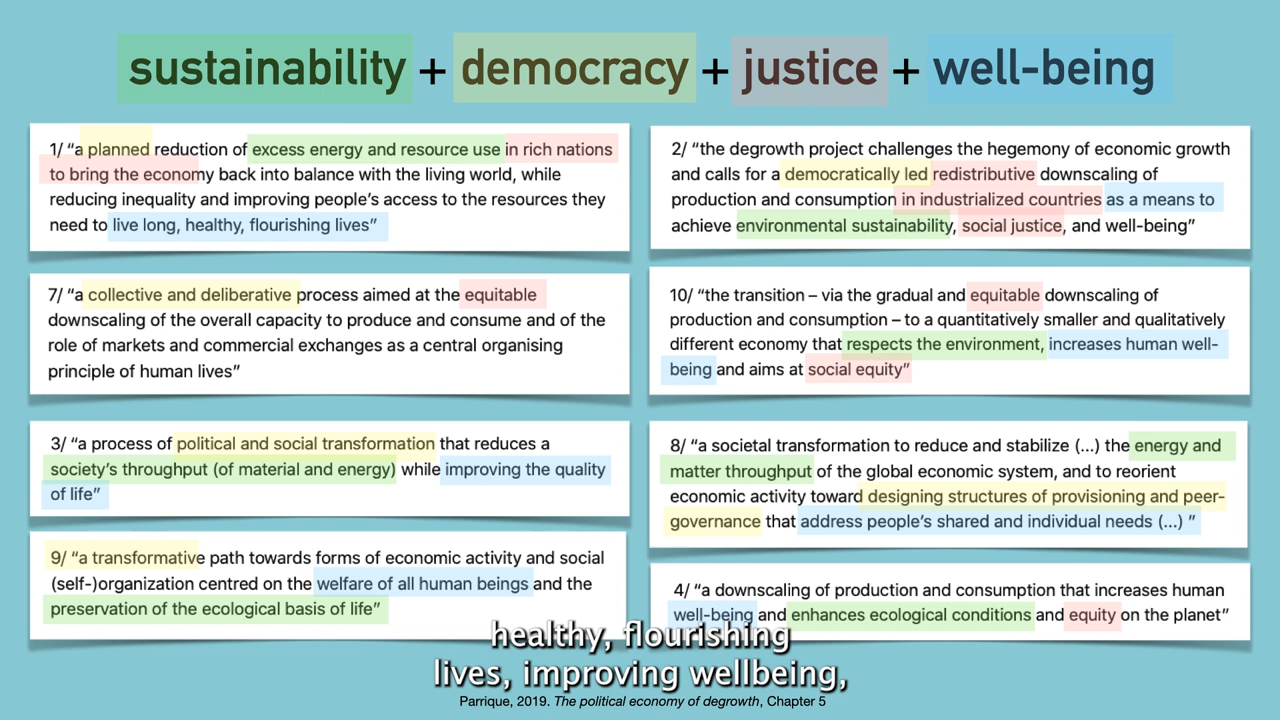 sustainability + democracy + justice + well-being
1/ “a planned reduction of excess energy and resource use in rich nations
to bring the economy back into balance with the living world, while
reducing inequality and improving people’s access to the resources they
need to live long, healthy, flourishing lives”
2/ “the degrowth project challenges the hegemony of economic growth
and calls for a democratically led redistributive downscaling of
production and consumption in industrialized countries as a means to
achieve environmental sustainability, social justice, and well-being”
7/ “a collective and deliberative process aimed at the equitable
downscaling of the overall capacity to produce and consume and of the
role of markets and commercial exchanges as a central organising
principle of human lives”
10/ “the transition – via the gradual and equitable downscaling of
production and consumption – to a quantitatively smaller and qualitatively
different economy that respects the environment, increases human well-
being and aims at social equity”
3/ “a process of political and social transformation that reduces a
society’s throughput (of material and energy) while improving the quality
of life”
8/ “a societal transformation to reduce and stabilize (...) the energy and
matter throughput of the global economic system, and to reorient
economic activity toward designing structures of provisioning and peer-
governance that address people’s shared and individual needs (...) ”
9/ “a transformative path towards forms of economic activity and social
(self-)organization centred on the welfare of all human beings and the
preservation of the ecological basis of life”
4/ “a downscaling of production and consumption that increases human
well-being and enhances ecological conditions and equity on the planet”
healthy, flourishing
lives, improving wellbeing,
Parrique, 2019. The political economy of degrowth, Chapter 5